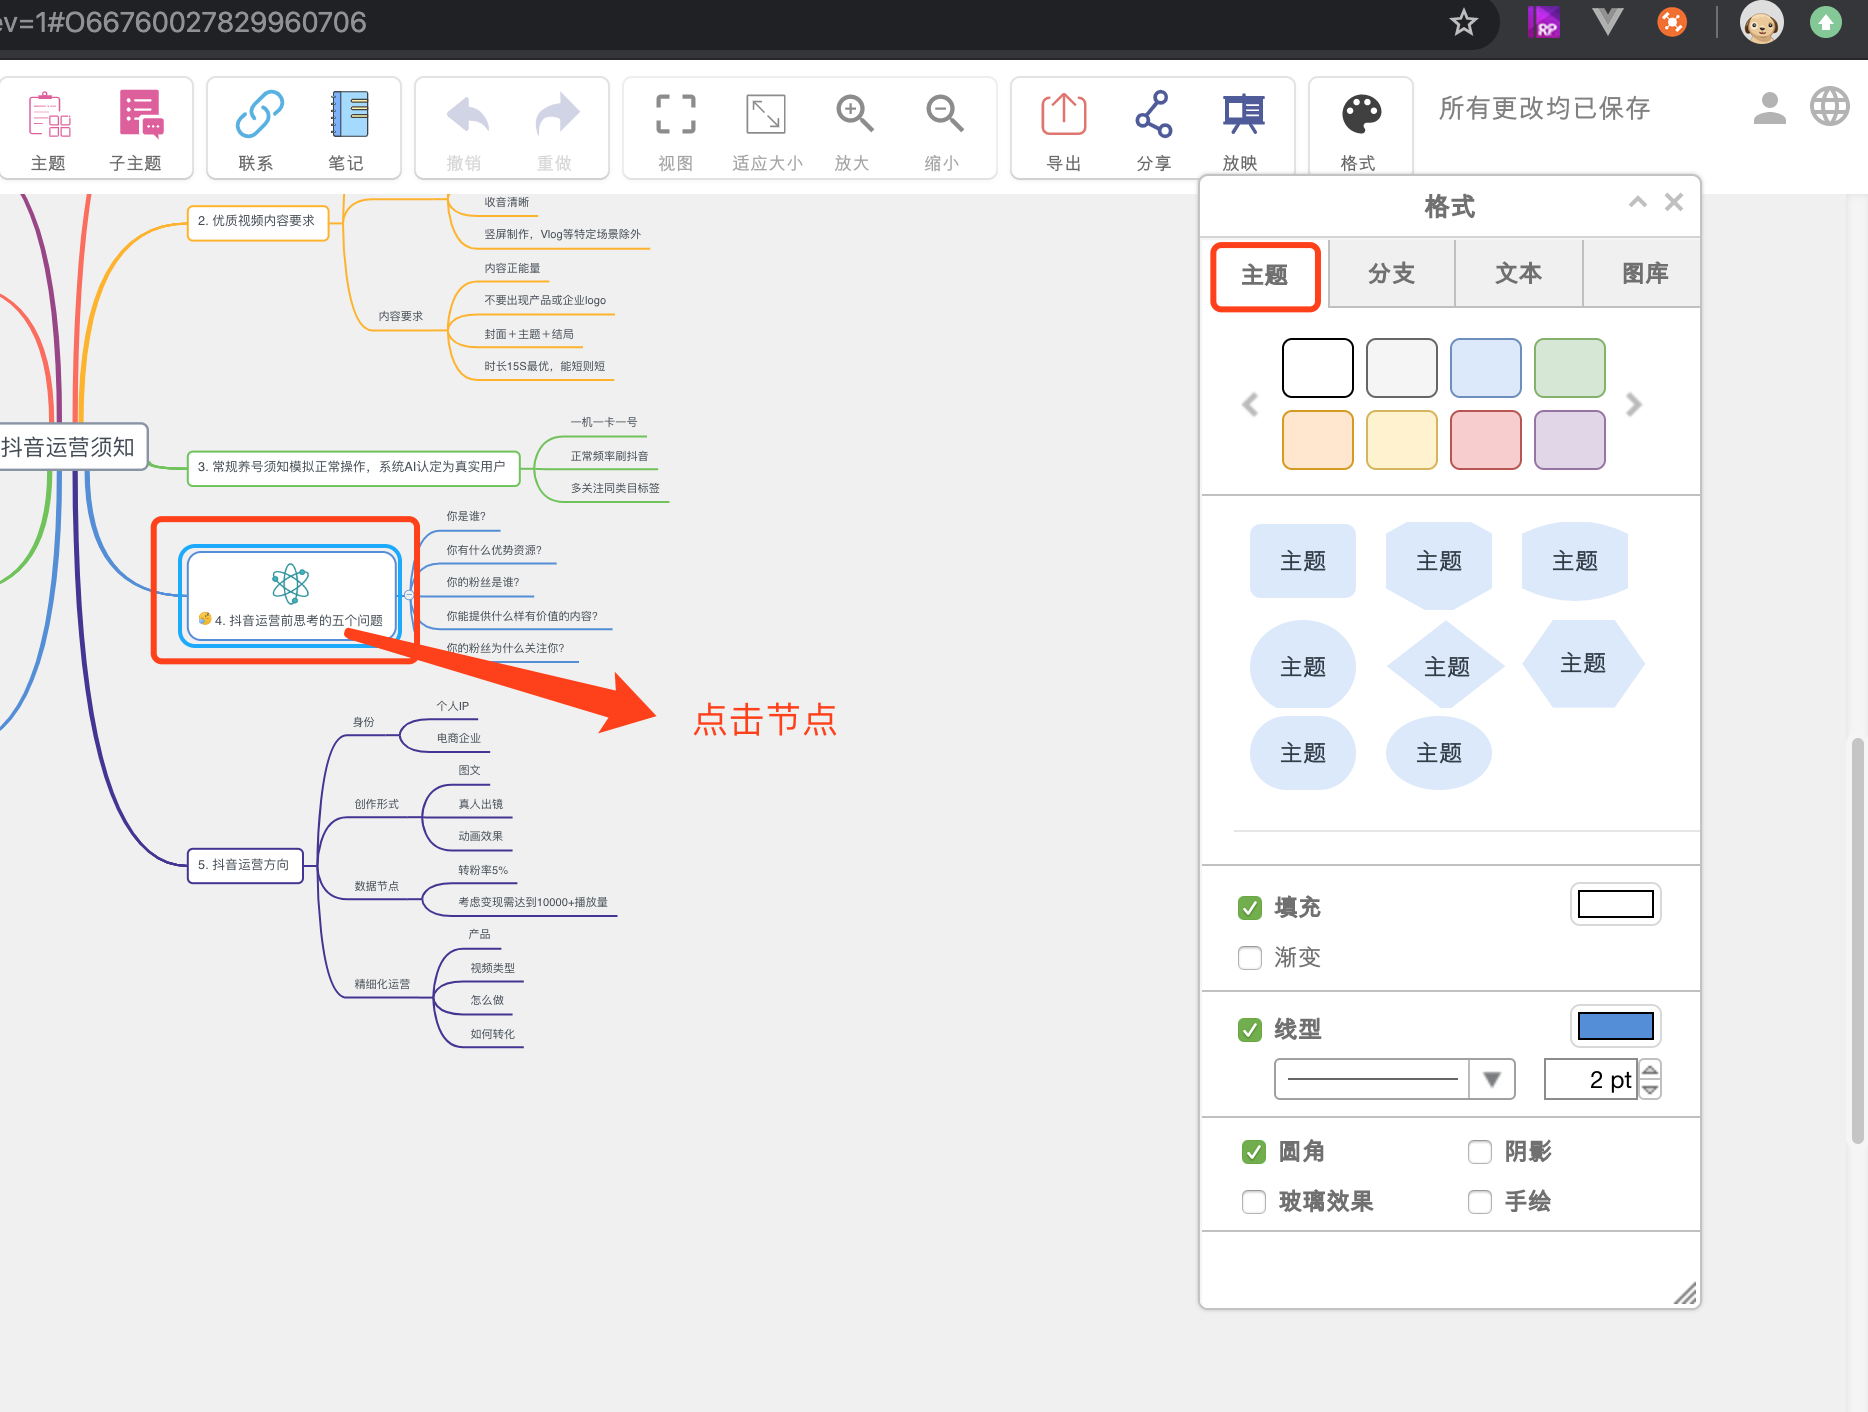 ev=1#O66760027829960706
RP
主题
子主题
联系
笔记
撤销
重做
视图
适应大小
放大
缩小
导出
分享
放映
格式
所有更改均已保存
2. 优质视频内容要求
收音清晰
竖屏制作，Vlog等特定场景除外
内容要求
内容正能量
不要出现产品或企业logo
封面＋主题＋结局
时长15S最优，能短则短
抖音运营须知
3. 常规养号须知模拟正常操作，系统AI认定为真实用户
一机一卡一号
正常频率刷抖音
多关注同类目标签
4. 抖音运营前思考的五个问题
你是谁?
你有什么优势资源?
你的粉丝是谁?
你能提供什么样有价值的内容?
你的粉丝为什么关注你?
点击节点
5. 抖音运营方向
身份
个人IP
电商企业
创作形式
图文
真人出镜
动画效果
数据节点
转粉率5%
考虑变现需达到10000+播放量
精细化运营
产品
视频类型
怎么做
如何转化
格式
主题
分支
文本
图库
主题
主题
主题
主题
主题
主题
主题
主题
填充
渐变
线型
2 pt
圆角
阴影
玻璃效果
手绘